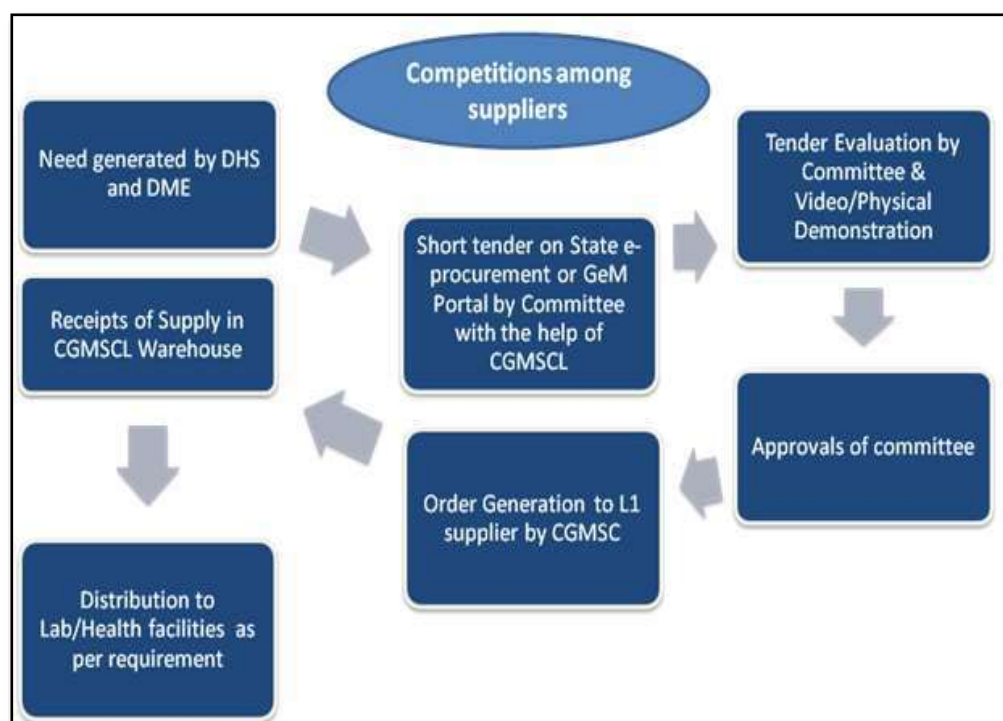 Competitions among
suppliers
Need generated by DHS
and DME
Short tender on State e-
procurement or GeM
Portal by Committee
with the help of
CGMSCL
Tender Evaluation by
Committee &
Video/Physical
Demonstration
Approvals of committee
Order Generation to L1
supplier by CGMSC
Receipts of Supply in
CGMSCL Warehouse
Distribution to
Lab/Health facilities as
per requirement